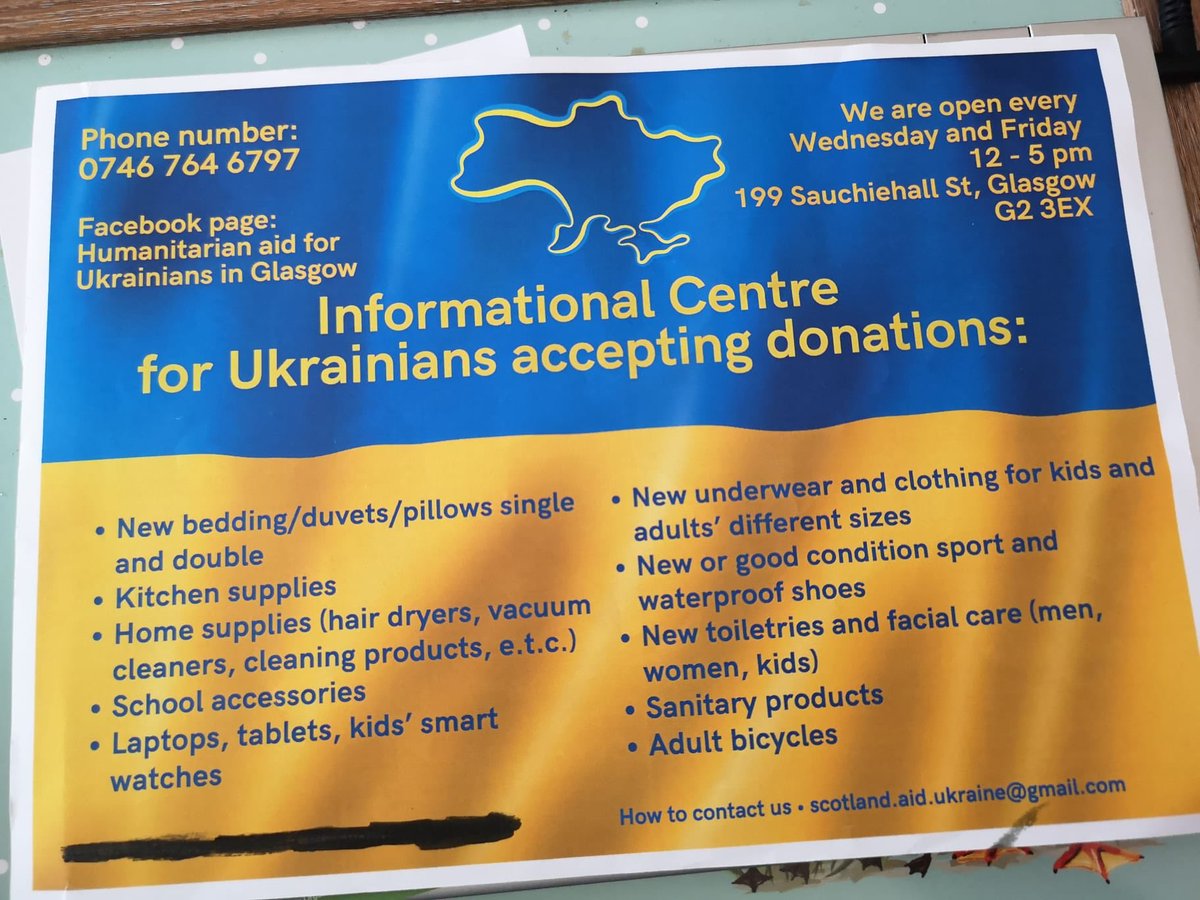 Phone number:
0746 764 6797
Facebook page:
Humanitarian aid for
Ukrainians in Glasgow
We are open every
Wednesday and Friday
12 - 5 pm
199 Sauchiehall St, Glasgow
G2 3EX
Informational Centre
for Ukrainians accepting donations:
• New bedding/duvets/pillows single
and double
• Kitchen supplies
• Home supplies (hair dryers, vacuum
cleaners, cleaning products, e.t.c.)
• School accessories
• Laptops, tablets, kids’ smart
watches
• New underwear and clothing for kids and
adults’ different sizes
• New or good condition sport and
waterproof shoes
• New toiletries and facial care (men,
women, kids)
• Sanitary products
• Adult bicycles
How to contact us • scotland.aid.ukraine@gmail.com